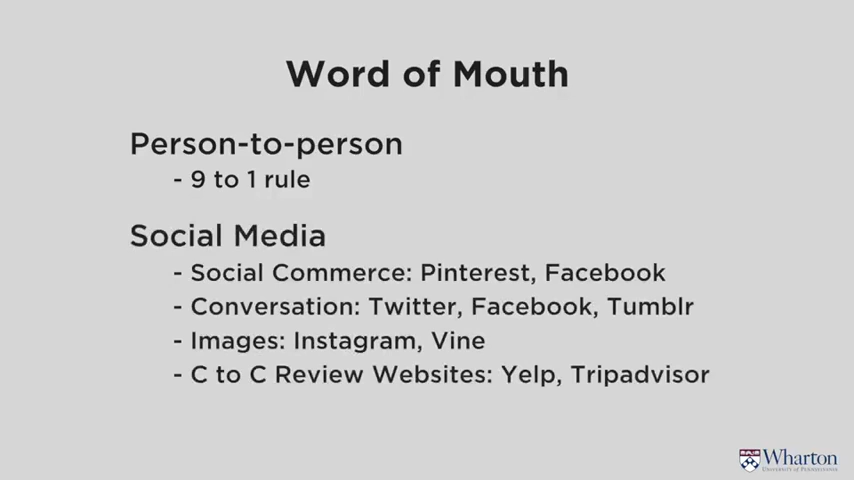 Word of Mouth
Person-to-person
- 9 to 1 rule
Social Media
- Social Commerce: Pinterest, Facebook
- Conversation: Twitter, Facebook, Tumblr
- Images: Instagram, Vine
- C to C Review Websites: Yelp, Tripadvisor
Wharton
University of Pennsylvania